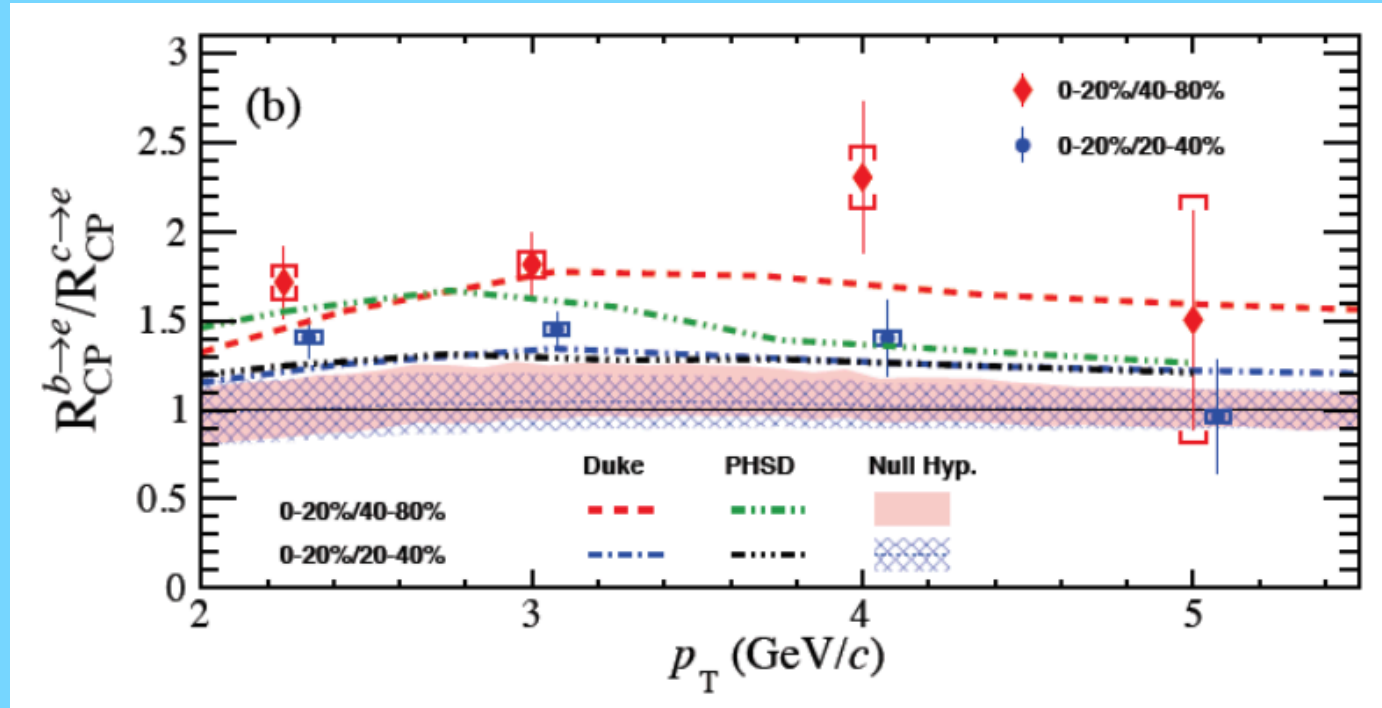 3
(b)
0-20%/40-80%
2.5
0-20%/20-40%
2
R_CP^{b→e}/R_CP^{c→e}
1.5
1
Duke PHSD Null Hyp.
0.5
0-20%/40-80%
0-20%/20-40%
0
2 3 4 5
p_T (GeV/c)